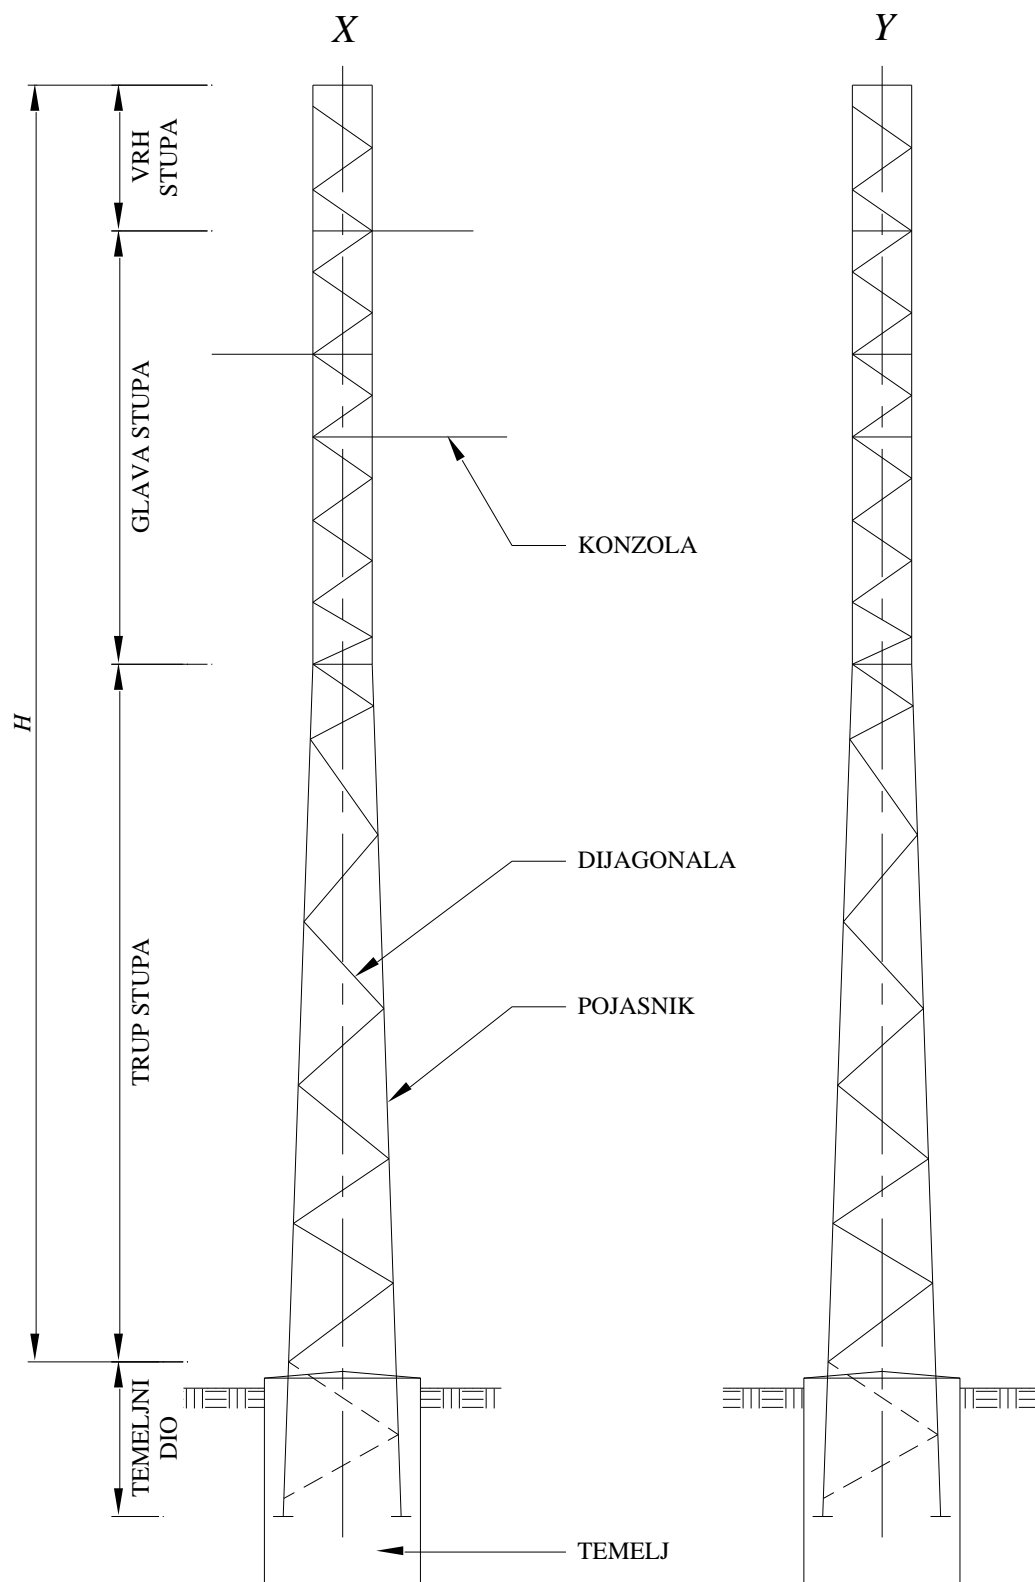 X
Y
VRH
STUPA
GLAVA STUPA
KONZOLA
H
DIJAGONALA
TRUP STUPA
POJASNIK
TEMELJNI
DIO
TEMELJ